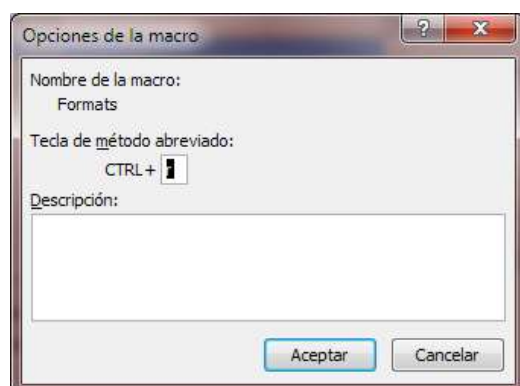 Opciones de la macro
Nombre de la macro:
Formats
Tecla de método abreviado:
CTRL+
Descripción:
Aceptar
Cancelar